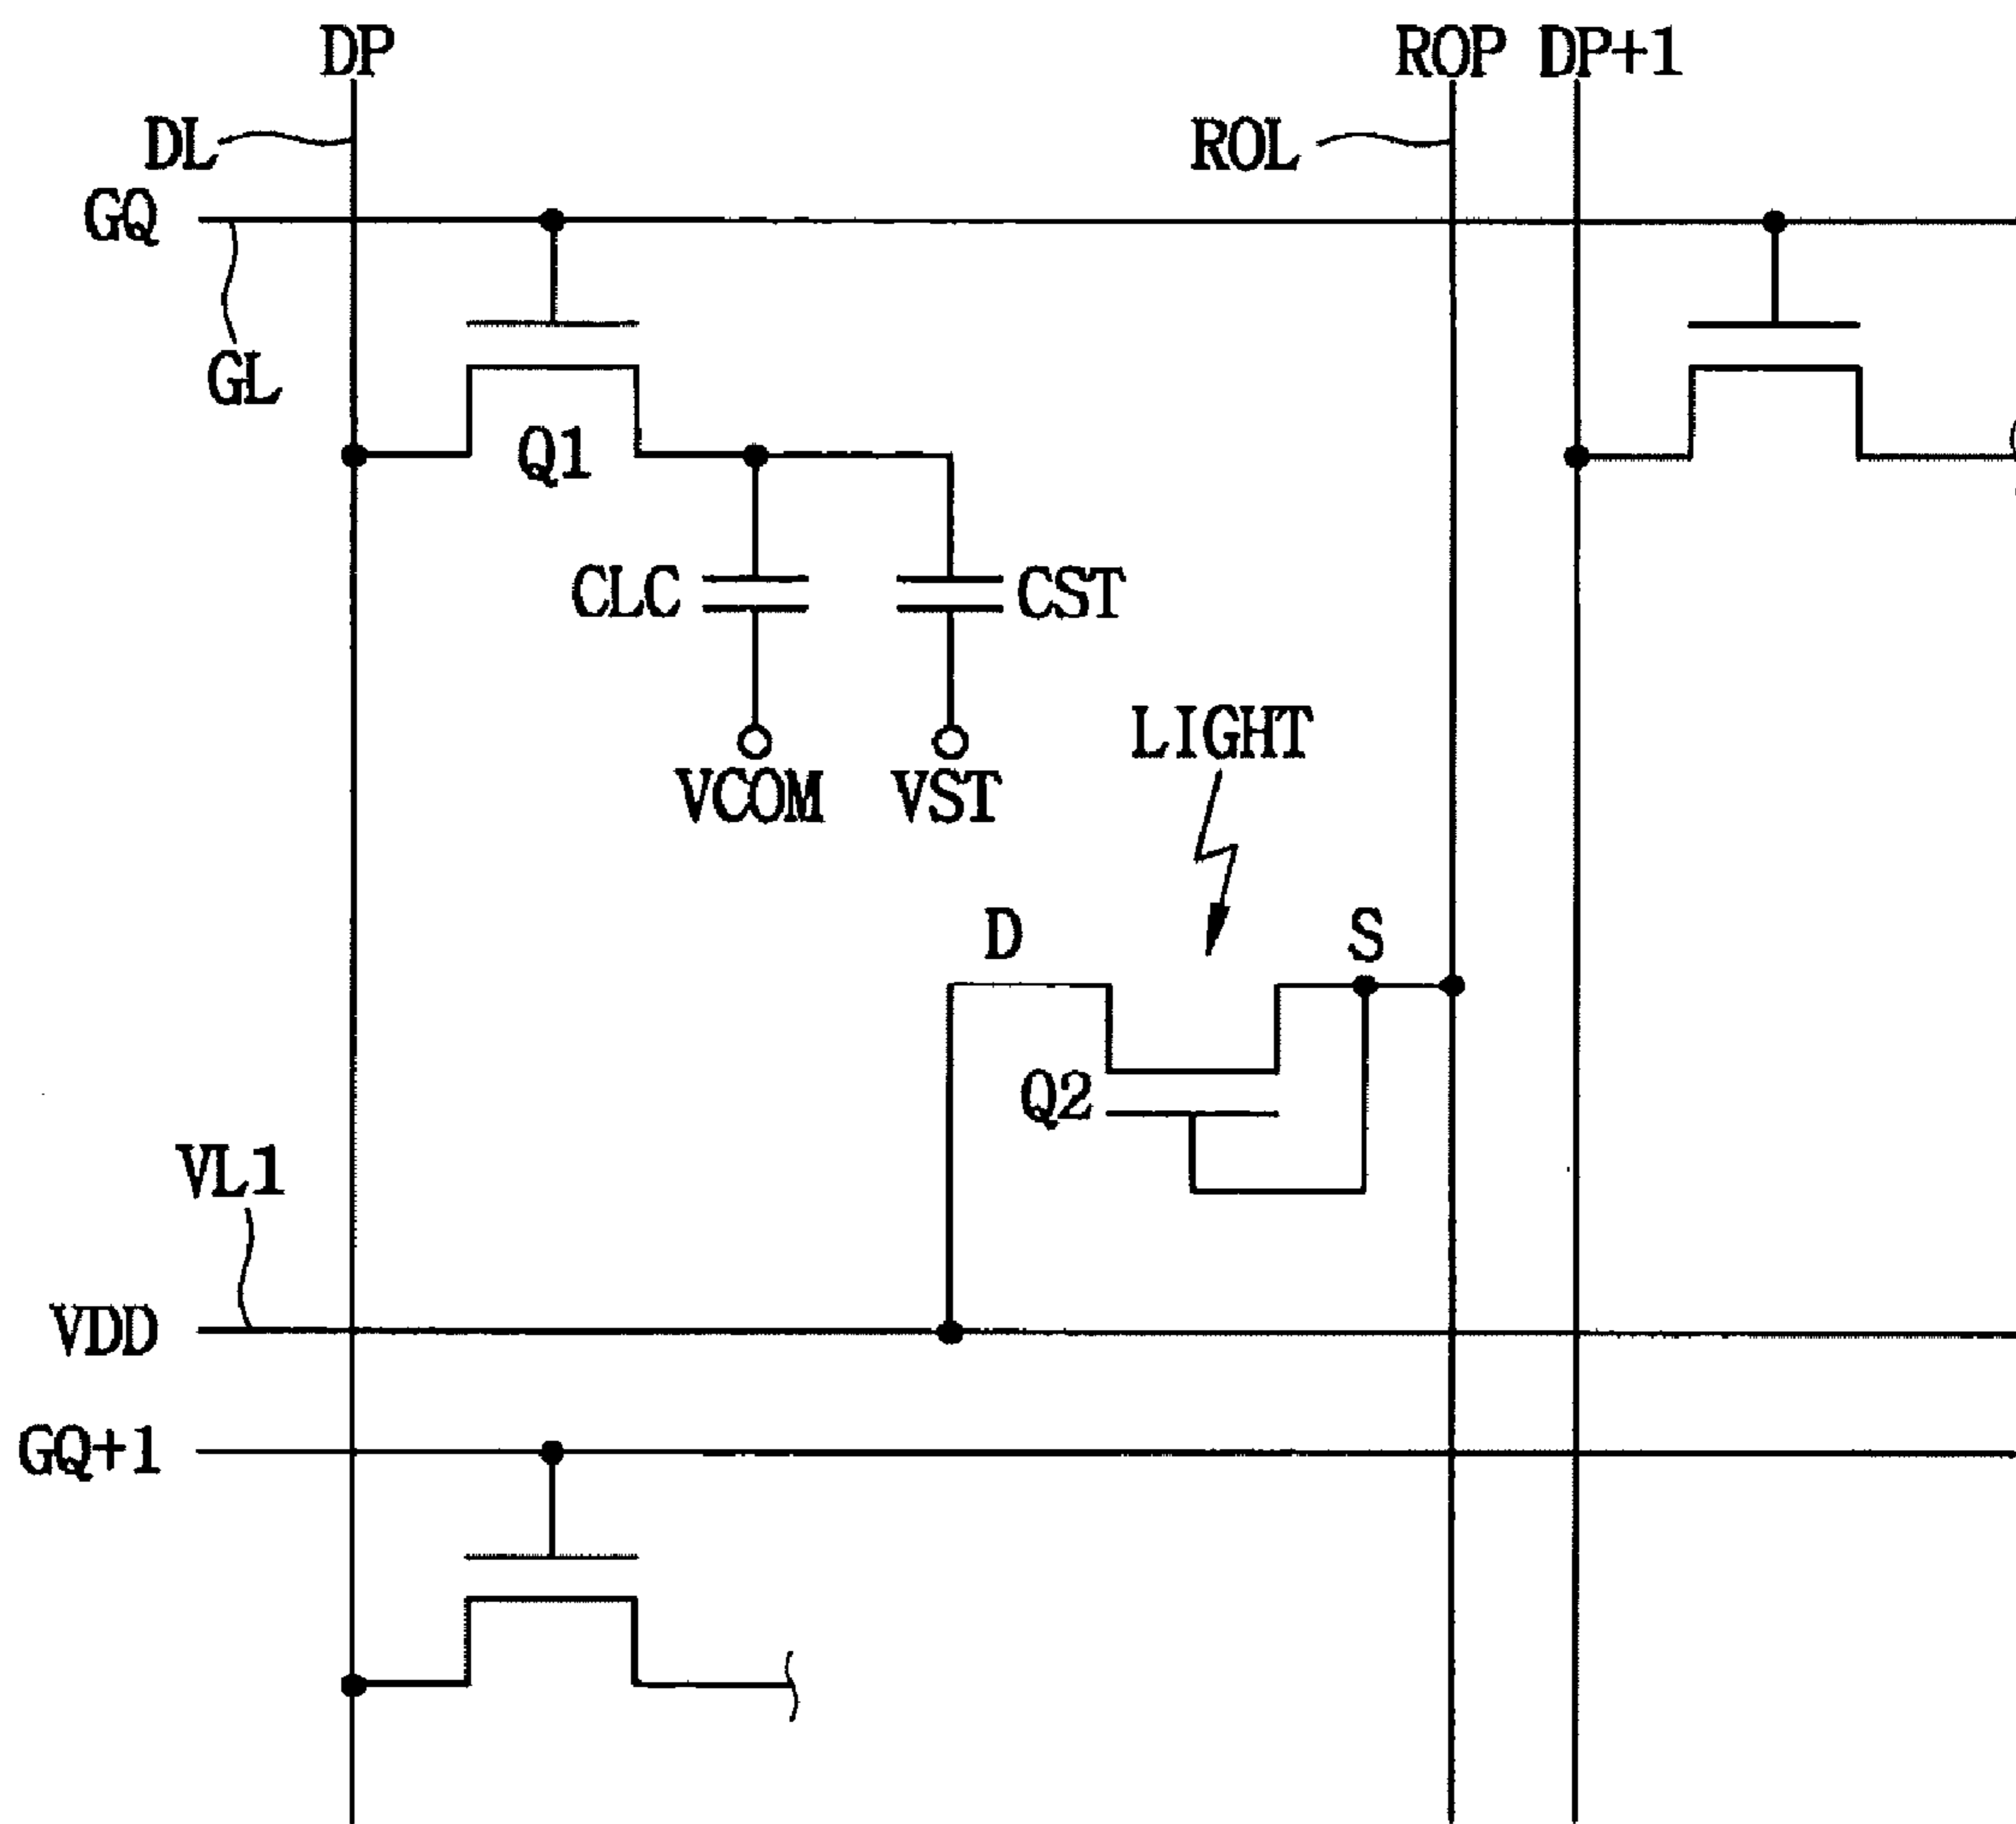 DP
ROP DP+1
DL
ROL
GQ
GL
Q1
CLC
CST
LIGHT
VCOM
VST
D
S
Q2
VL1
VDD
GQ+1